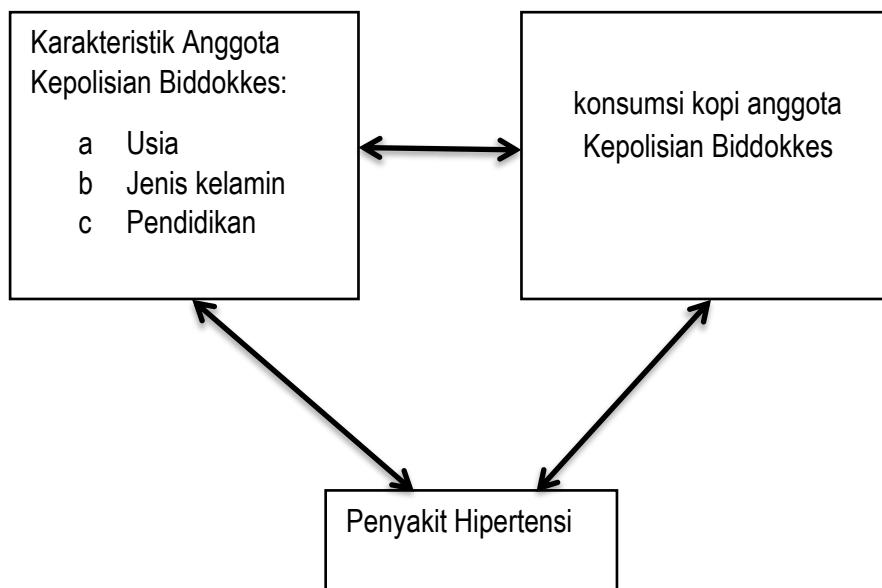 Karakteristik Anggota
Kepolisian Biddokkes:
a Usia
b Jenis kelamin
c Pendidikan
konsumsi kopi anggota
Kepolisian Biddokkes
Penyakit Hipertensi